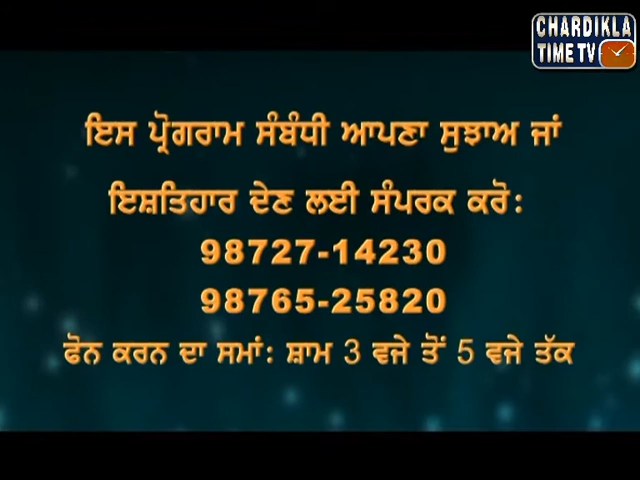 CHARDIKLA
TIME TV
ਇਸ ਪ੍ਰੋਗਰਾਮ ਸੰਬੰਧੀ ਆਪਣਾ ਸੁਝਾਅ ਜਾਂ
ਇਸ਼ਤਿਹਾਰ ਦੇਣ ਲਈ ਸੰਪਰਕ ਕਰੋ:
98727-14230
98765-25820
ਫੋਨ ਕਰਨ ਦਾ ਸਮਾਂ: ਸ਼ਾਮ 3 ਵਜੇ ਤੋਂ 5 ਵਜੇ ਤੱਕ